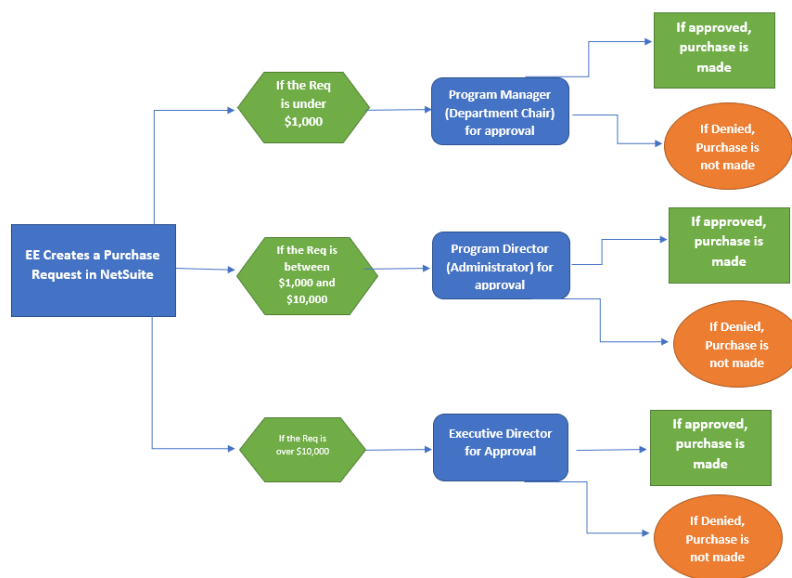 EE Creates a Purchase
Request in NetSuite
If the Req
is under
$1,000
Program Manager
(Department Chair)
for approval
If approved,
purchase is
made
If Denied,
Purchase is
not made
If the Req is
between
$1,000 and
$10,000
Program Director
(Administrator) for
approval
If approved,
purchase is
made
If Denied,
Purchase is
not made
If the Req is
over $10,000
Executive Director
for Approval
If approved,
purchase is
made
If Denied,
Purchase is
not made